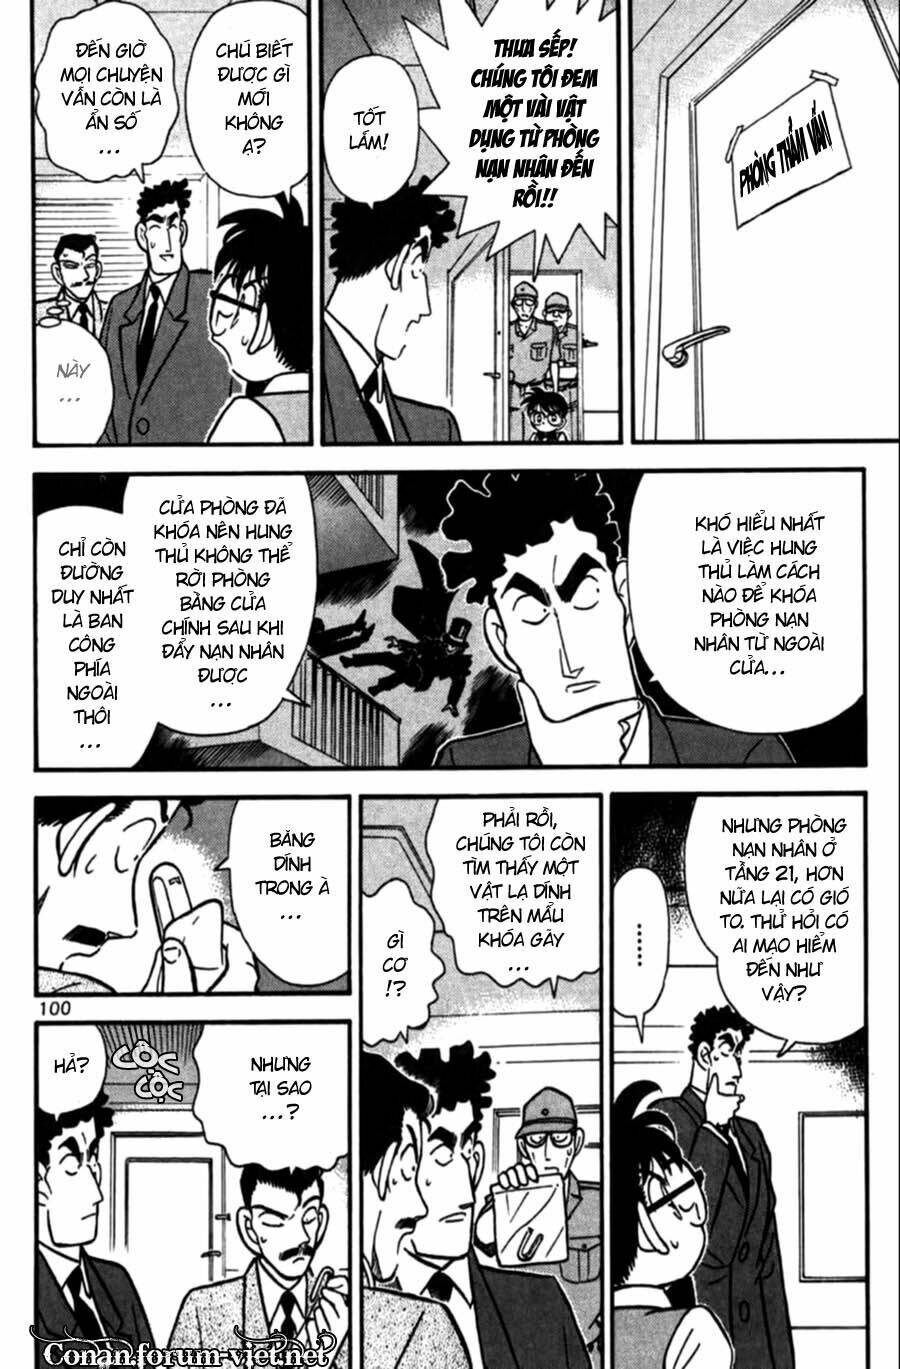 PHÒNG THẨM VẤN
THƯA SẾP!
CHÚNG TÔI ĐEM
MỘT VÀI VẬT
DỤNG TỪ PHÒNG
NẠN NHÂN ĐẾN
RỒI!!
TỐT
LẮM!
CHÚ BIẾT
ĐƯỢC GÌ
MỚI
KHÔNG
Ạ?
ĐẾN GIỜ
MỌI CHUYỆN
VẪN CÒN LÀ
ẨN SỐ
...
NÀY
...
KHÓ HIỂU NHẤT
LÀ VIỆC HUNG
THỦ LÀM CÁCH
NÀO ĐỂ KHÓA
PHÒNG NẠN
NHÂN TỪ NGOÀI
CỬA...
CỬA PHÒNG ĐÃ
KHÓA NÊN HUNG
THỦ KHÔNG THỂ
RỜI PHÒNG
BẰNG CỬA
CHÍNH SAU KHI
ĐẨY NẠN NHÂN
ĐƯỢC
...
CHỈ CÒN
ĐƯỜNG
DUY NHẤT
LÀ BAN
CÔNG
PHÍA
NGOÀI
THÔI
...
NHƯNG PHÒNG
NẠN NHÂN Ở
TẦNG 21, HƠN
NỮA LẠI CÓ GIÓ
TO. THỬ HỎI CÓ
AI MẠO HIỂM
ĐẾN NHƯ
VẬY?
.......
PHẢI RỒI,
CHÚNG TÔI CÒN
TÌM THẤY MỘT
VẬT LẠ DÍNH
TRÊN MẨU
KHÓA GÃY
...
GÌ
CƠ
!?
BĂNG
DÍNH
TRONG À
...
100
NHƯNG
TẠI SAO
...?
CỘC
CỘC
HẢ?
Conan.forum-viet.net